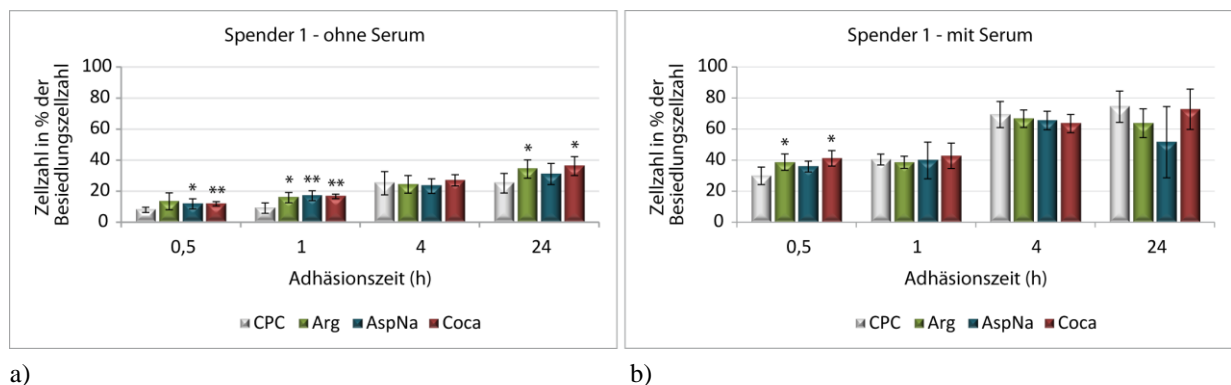 Spender 1 - ohne Serum
Zellzahl in % der
Besiedlungszellzahl
100
80
60
40
20
0
*
**
*
**
**
*
*
0,5
1
4
24
Adhäsionszeit (h)
CPC
Arg
AspNa
Coca
a)
Spender 1 - mit Serum
Zellzahl in % der
Besiedlungszellzahl
100
80
60
40
20
0
*
*
0,5
1
4
24
Adhäsionszeit (h)
CPC
Arg
AspNa
Coca
b)